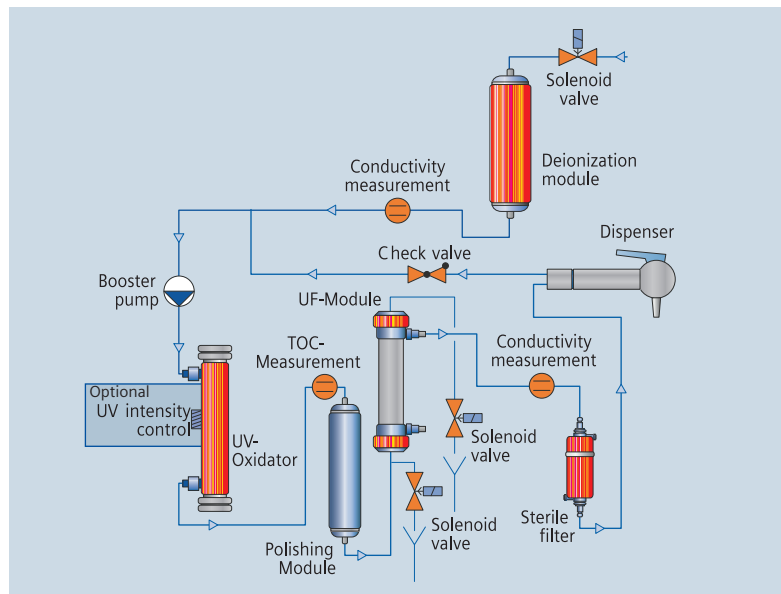 Solenoid
valve
Deionization
module
Conductivity
measurement
Dispenser
Check valve
Booster
pump
UF-Module
TOC-
Measurement
Conductivity
measurement
Optional
UV intensity
control
UV-
Oxidator
Solenoid
valve
Sterile
filter
Solenoid
valve
Polishing
Module